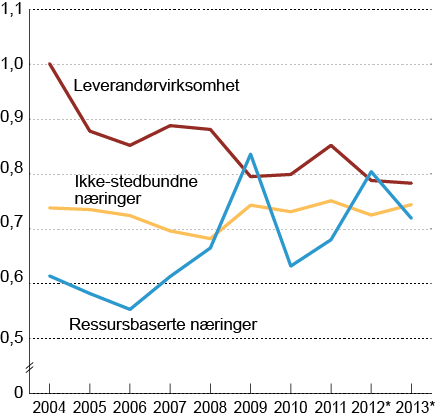 1,1
1,0
Leverandørvirksomhet
0,9
0,8
Ikke-stedbundne
næringer
0,7
0,6
Ressursbaserte næringer
0,5
0
2004 2005 2006 2007 2008 2009 2010 2011 2012* 2013*